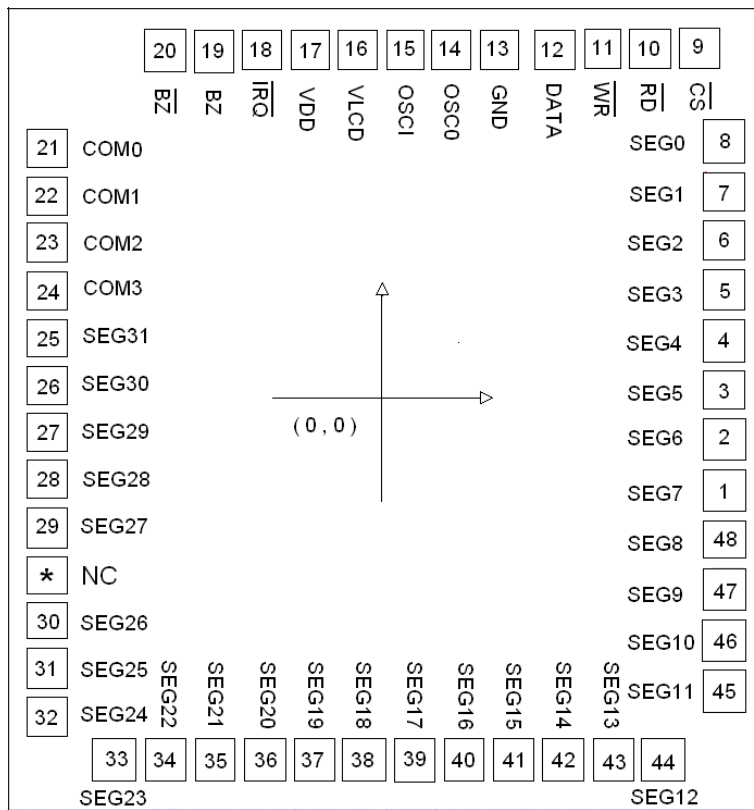 20 19 18 17 16 15 14 13 12 11 10 9
BZ BZ IRQ VDD VLCD OSCI OSC0 GND DATA WR RD CS
21 COM0 SEG0 8
22 COM1 SEG1 7
23 COM2 SEG2 6
24 COM3 SEG3 5
25 SEG31 SEG4 4
26 SEG30 SEG5 3
(0,0)
27 SEG29 SEG6 2
28 SEG28 SEG7 1
29 SEG27 SEG8 48
* NC SEG9 47
30 SEG26 SEG10 46
31 SEG25 SEG11 45
32 SEG24
SEG22 SEG21 SEG20 SEG19 SEG18 SEG17 SEG16 SEG15 SEG14 SEG13
33 34 35 36 37 38 39 40 41 42 43 44
SEG23 SEG12